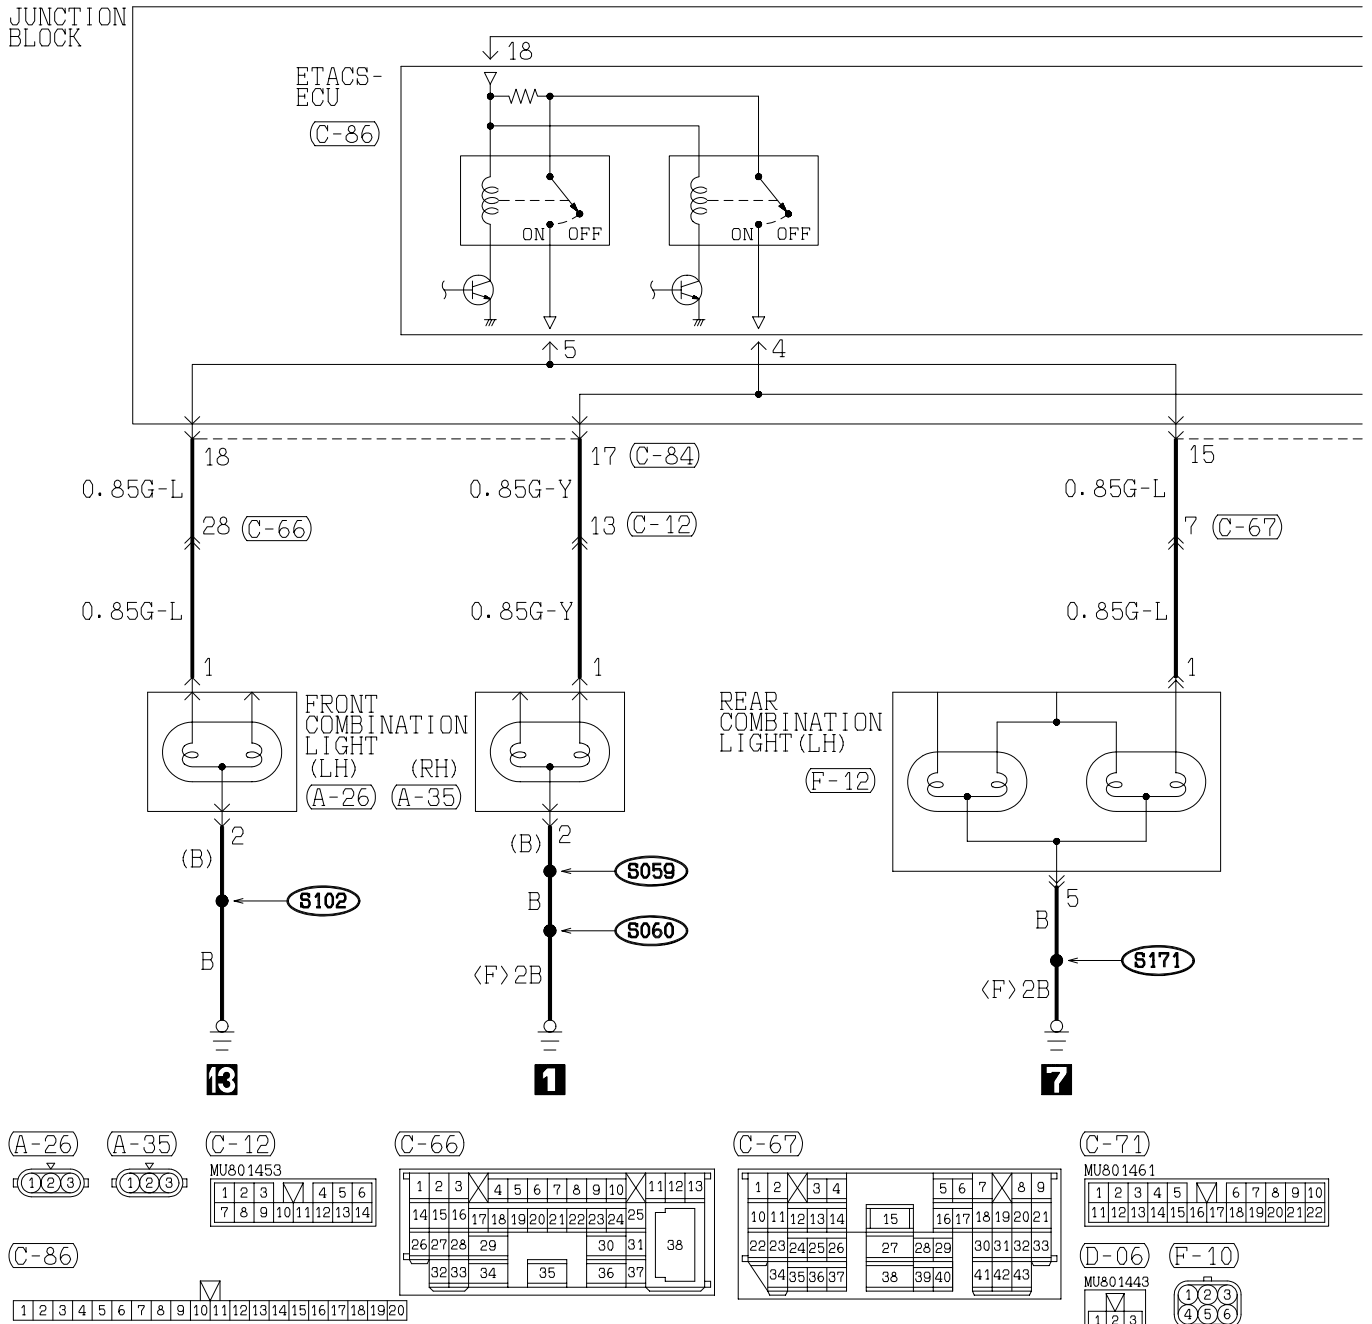 JUNCTION
BLOCK
18
ETACS-
ECU
(C-86)
ON OFF
ON OFF
5
4
18
17 (C-84)
15
0.85G-L
0.85G-Y
0.85G-L
28 (C-66)
13 (C-12)
7 (C-67)
0.85G-L
0.85G-Y
0.85G-L
1
1
1
FRONT
COMBINATION
LIGHT
(LH) (RH)
(A-26) (A-35)
REAR
COMBINATION
LIGHT(LH)
(F-12)
2
2
(B)
(B)
S059
5
S102
B
B
S060
B
S171
<F>2B
<F>2B
13
1
7
(A-26) (A-35) (C-12) (C-66) (C-67) (C-71)
1 2 3
1 2 3
MU801453
1 2 3 4 5 6
7 8 9 10 11 12 13 14
1 2 3 4 5 6 7 8 9 10 11 12 13
14 15 16 17 18 19 20 21 22 23 24 25
26 27 28 29 30 31 38
32 33 34 35 36 37
1 2 3 4 5 6 7 8 9
10 11 12 13 14 15 16 17 18 19 20 21
22 23 24 25 26 27 28 29 30 31 32 33
34 35 36 37 38 39 40 41 42 43
MU801461
1 2 3 4 5 6 7 8 9 10
11 12 13 14 15 16 17 18 19 20 21 22
(C-86)
1 2 3 4 5 6 7 8 9 10 11 12 13 14 15 16 17 18 19 20
(D-06) (F-10)
MU801443
1 2 3
1 2 3
4 5 6